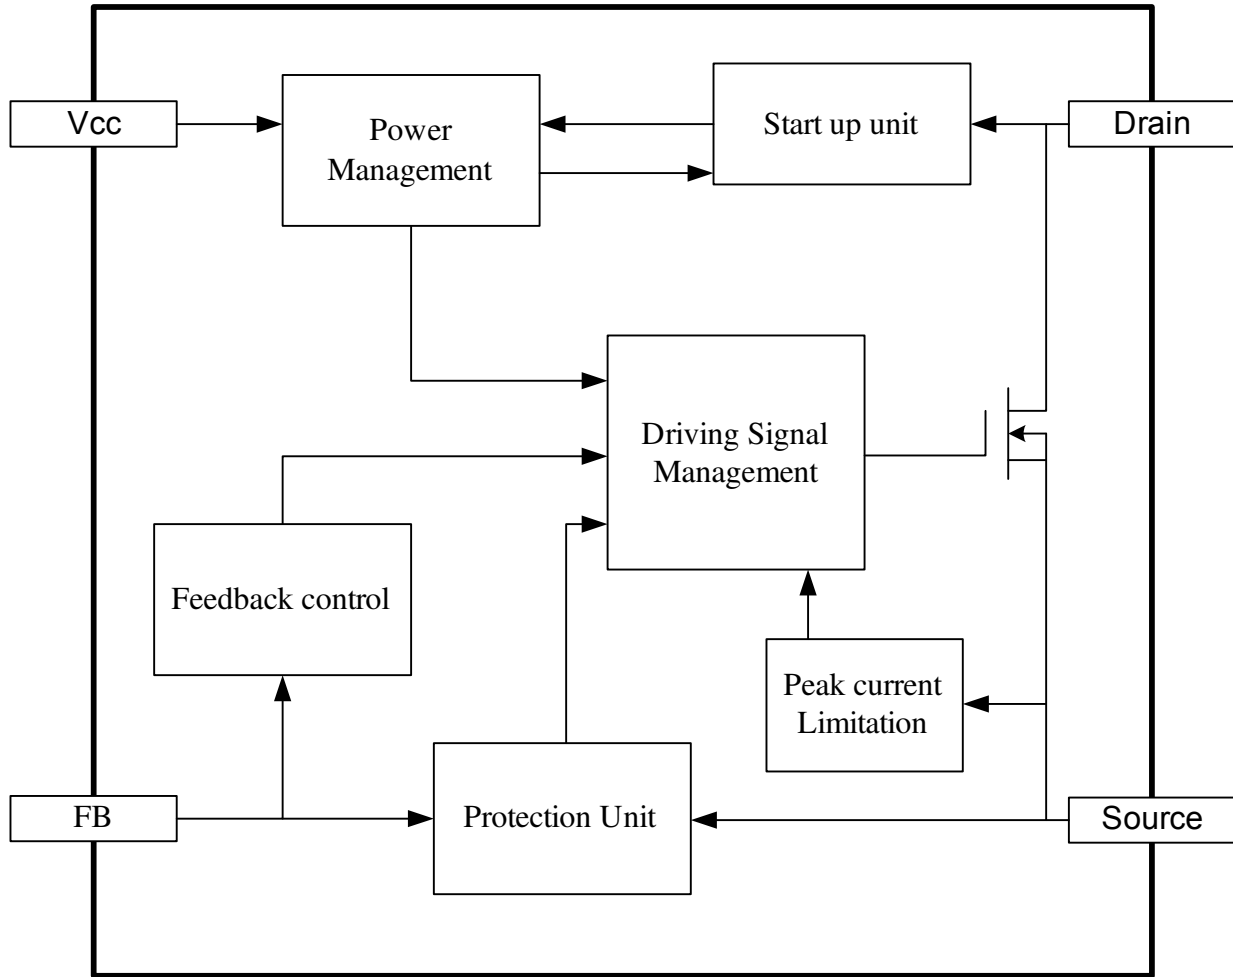 Vcc
Power
Management
Start up unit
Drain
Driving Signal
Management
Feedback control
Peak current
Limitation
FB
Protection Unit
Source